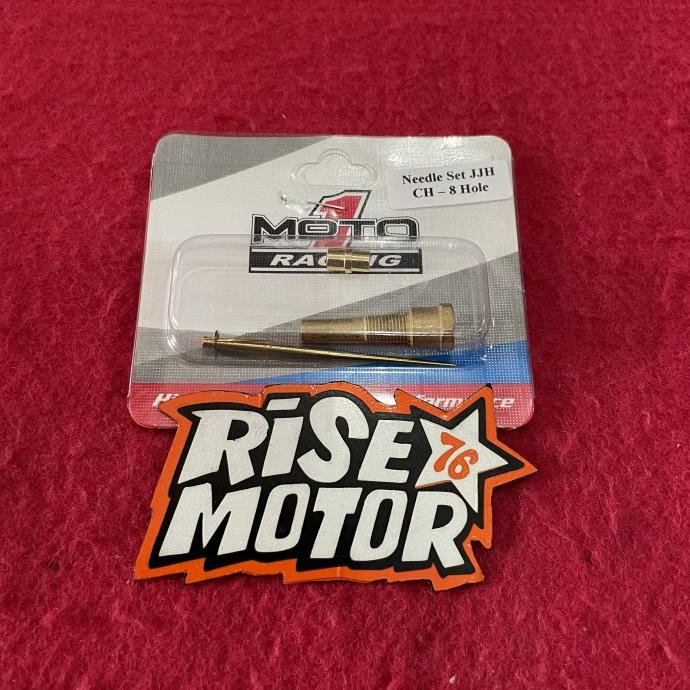 Needle Set JJH
CH – 8 Hole
1
MOTO
RACING
RiSE
76
MOTOR